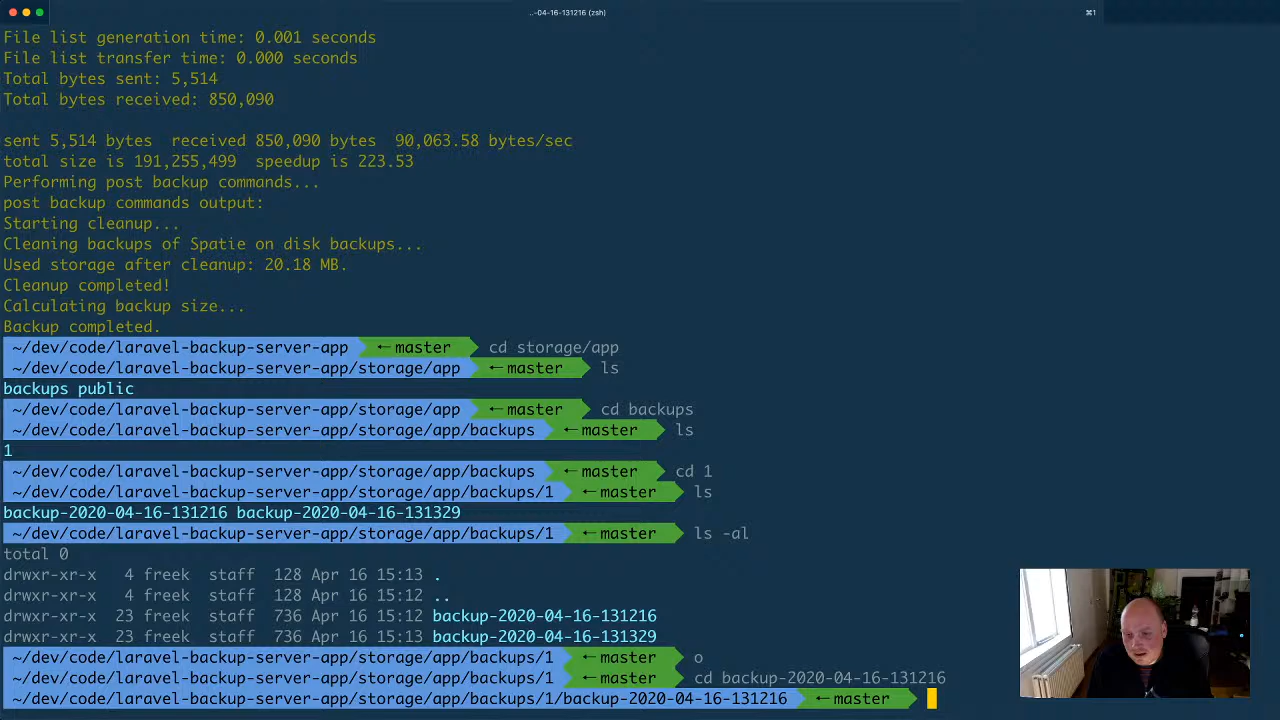 ..-04-16-131216 (zsh)
⌘1
File list generation time: 0.001 seconds
File list transfer time: 0.000 seconds
Total bytes sent: 5,514
Total bytes received: 850,090
sent 5,514 bytes  received 850,090 bytes  90,063.58 bytes/sec
total size is 191,255,499  speedup is 223.53
Performing post backup commands...
post backup commands output:
Starting cleanup...
Cleaning backups of Spatie on disk backups...
Used storage after cleanup: 20.18 MB.
Cleanup completed!
Calculating backup size...
Backup completed.
~/dev/code/laravel-backup-server-app ← master cd storage/app
~/dev/code/laravel-backup-server-app/storage/app ← master ls
backups public
~/dev/code/laravel-backup-server-app/storage/app ← master cd backups
~/dev/code/laravel-backup-server-app/storage/app/backups ← master ls
1
~/dev/code/laravel-backup-server-app/storage/app/backups ← master cd 1
~/dev/code/laravel-backup-server-app/storage/app/backups/1 ← master ls
backup-2020-04-16-131216 backup-2020-04-16-131329
~/dev/code/laravel-backup-server-app/storage/app/backups/1 ← master ls -al
total 0
drwxr-xr-x   4 freek  staff  128 Apr 16 15:13 .
drwxr-xr-x   4 freek  staff  128 Apr 16 15:12 ..
drwxr-xr-x  23 freek  staff  736 Apr 16 15:12 backup-2020-04-16-131216
drwxr-xr-x  23 freek  staff  736 Apr 16 15:13 backup-2020-04-16-131329
~/dev/code/laravel-backup-server-app/storage/app/backups/1 ← master o
~/dev/code/laravel-backup-server-app/storage/app/backups/1 ← master cd backup-2020-04-16-131216
~/dev/code/laravel-backup-server-app/storage/app/backups/1/backup-2020-04-16-131216 ← master